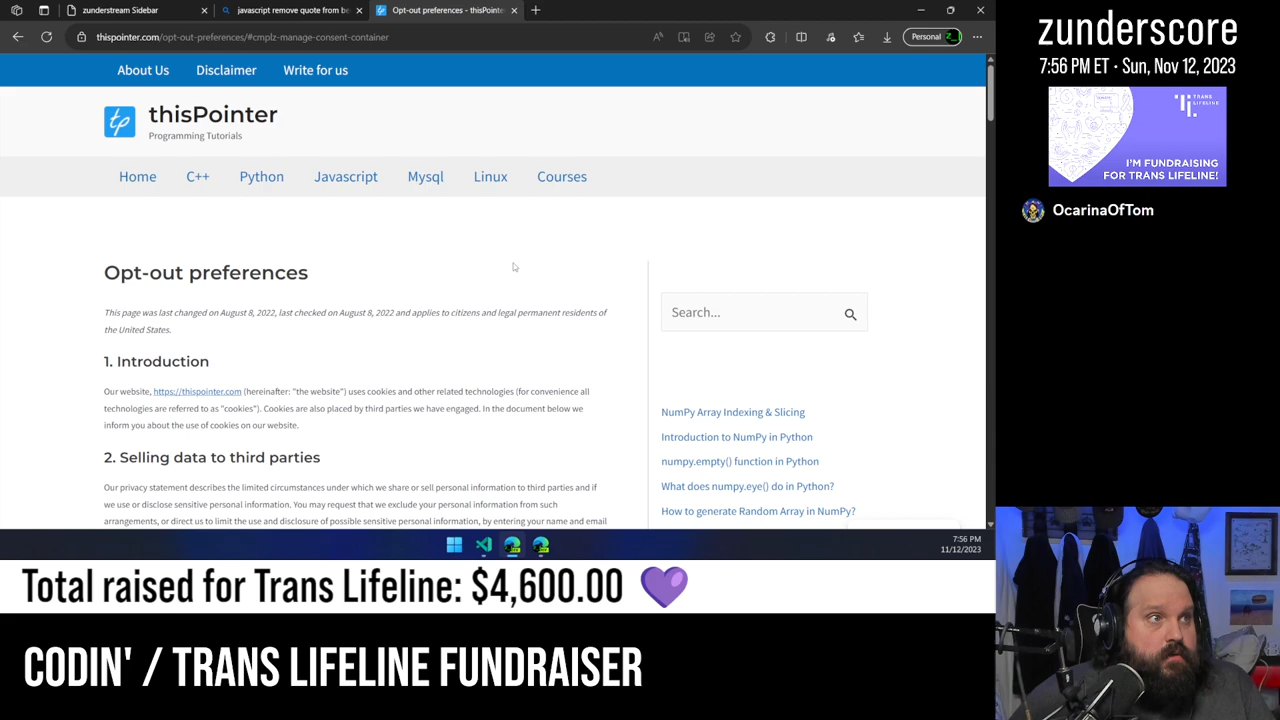 zunderstream Sidebar
javascript remove quote from be
Opt-out preferences - thisPointe
thispointer.com/opt-out-preferences/#cmplz-manage-consent-container
Personal
About Us
Disclaimer
Write for us
tp
thisPointer
Programming Tutorials
Home
C++
Python
Javascript
Mysql
Linux
Courses
Opt-out preferences
This page was last changed on August 8, 2022, last checked on August 8, 2022 and applies to citizens and legal permanent residents of
the United States.
1. Introduction
Our website, https://thispointer.com (hereinafter: "the website") uses cookies and other related technologies (for convenience all
technologies are referred to as "cookies"). Cookies are also placed by third parties we have engaged. In the document below we
inform you about the use of cookies on our website.
2. Selling data to third parties
Our privacy statement describes the limited circumstances under which we share or sell personal information to third parties and if
we use or disclose sensitive personal information. You may request that we exclude your personal information from such
arrangements, or direct us to limit the use and disclosure of possible sensitive personal information, by entering your name and email
Search...
NumPy Array Indexing & Slicing
Introduction to NumPy in Python
numpy.empty() function in Python
What does numpy.eye() do in Python?
How to generate Random Array in NumPy?
7:56 PM
11/12/2023
zunderscore
7:56 PM ET · Sun, Nov 12, 2023
TRANS
LIFELINE
I'M FUNDRAISING
FOR TRANS LIFELINE!
OcarinaOfTom
Total raised for Trans Lifeline: $4,600.00
CODIN' / TRANS LIFELINE FUNDRAISER